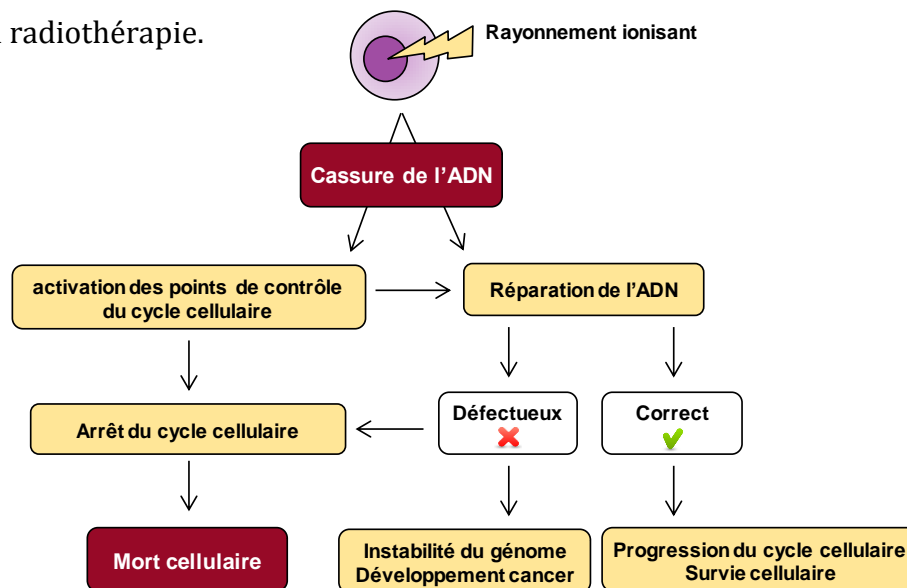 radiothérapie.
Rayonnement ionisant
Cassure de l'ADN
activation des points de contrôle
du cycle cellulaire
Réparation de l'ADN
Arrêt du cycle cellulaire
Défectueux
Correct
Mort cellulaire
Instabilité du génome
Développement cancer
Progression du cycle cellulaire
Survie cellulaire